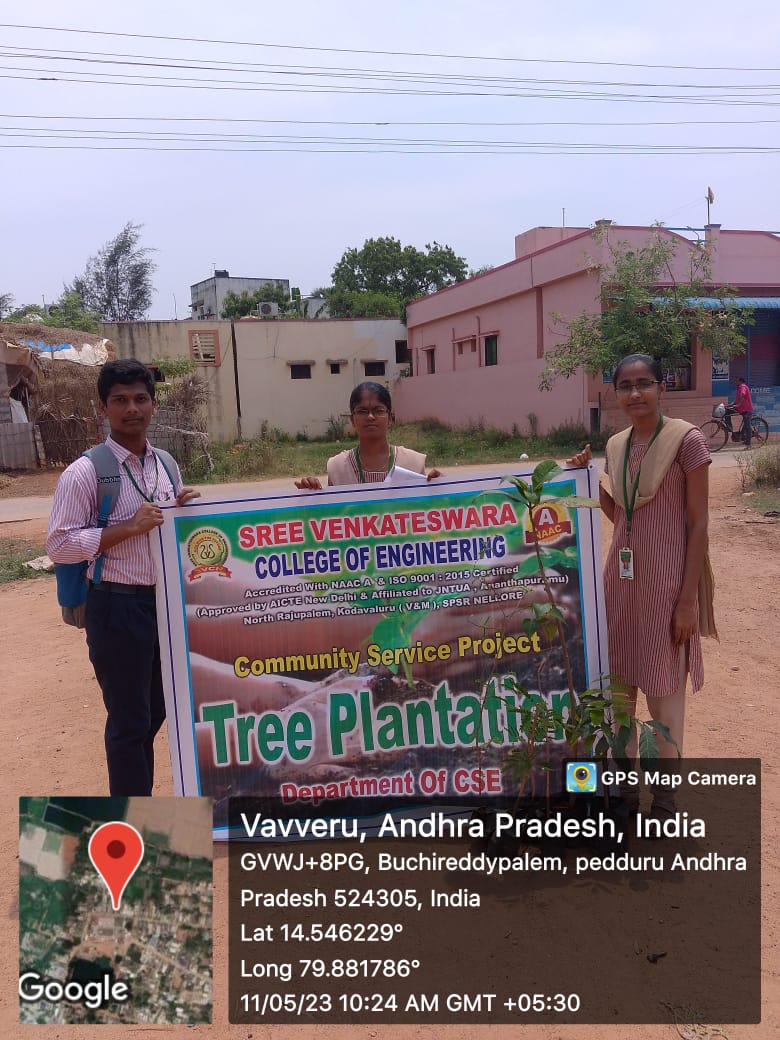 SREE VENKATESWARA
COLLEGE OF ENGINEERING
A
NAAC
SVCE
Accredited With NAAC A & ISO 9001 : 2015 Certified
(Approved by AICTE New Delhi & Affiliated to JNTUA , Ananthapuramu)
North Rajupalem, Kodavaluru ( V&M ), SPSR NELLORE
Community Service Project
Tree Plantation
Department Of CSE
GPS Map Camera
Vavveru, Andhra Pradesh, India
GVWJ+8PG, Buchireddypalem, pedduru Andhra
Pradesh 524305, India
Lat 14.546229°
Long 79.881786°
11/05/23 10:24 AM GMT +05:30
Google